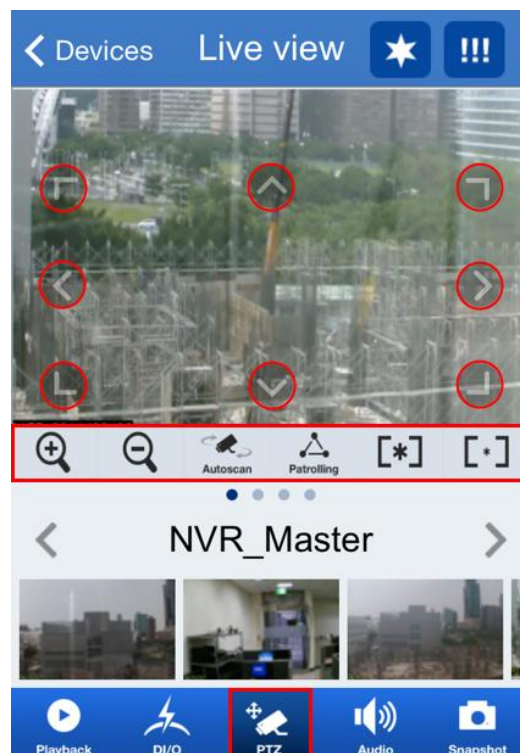 Devices Live view !!!
Autoscan Patrolling [*] [*]
NVR_Master
Playback DI/O PTZ Audio Snapshot